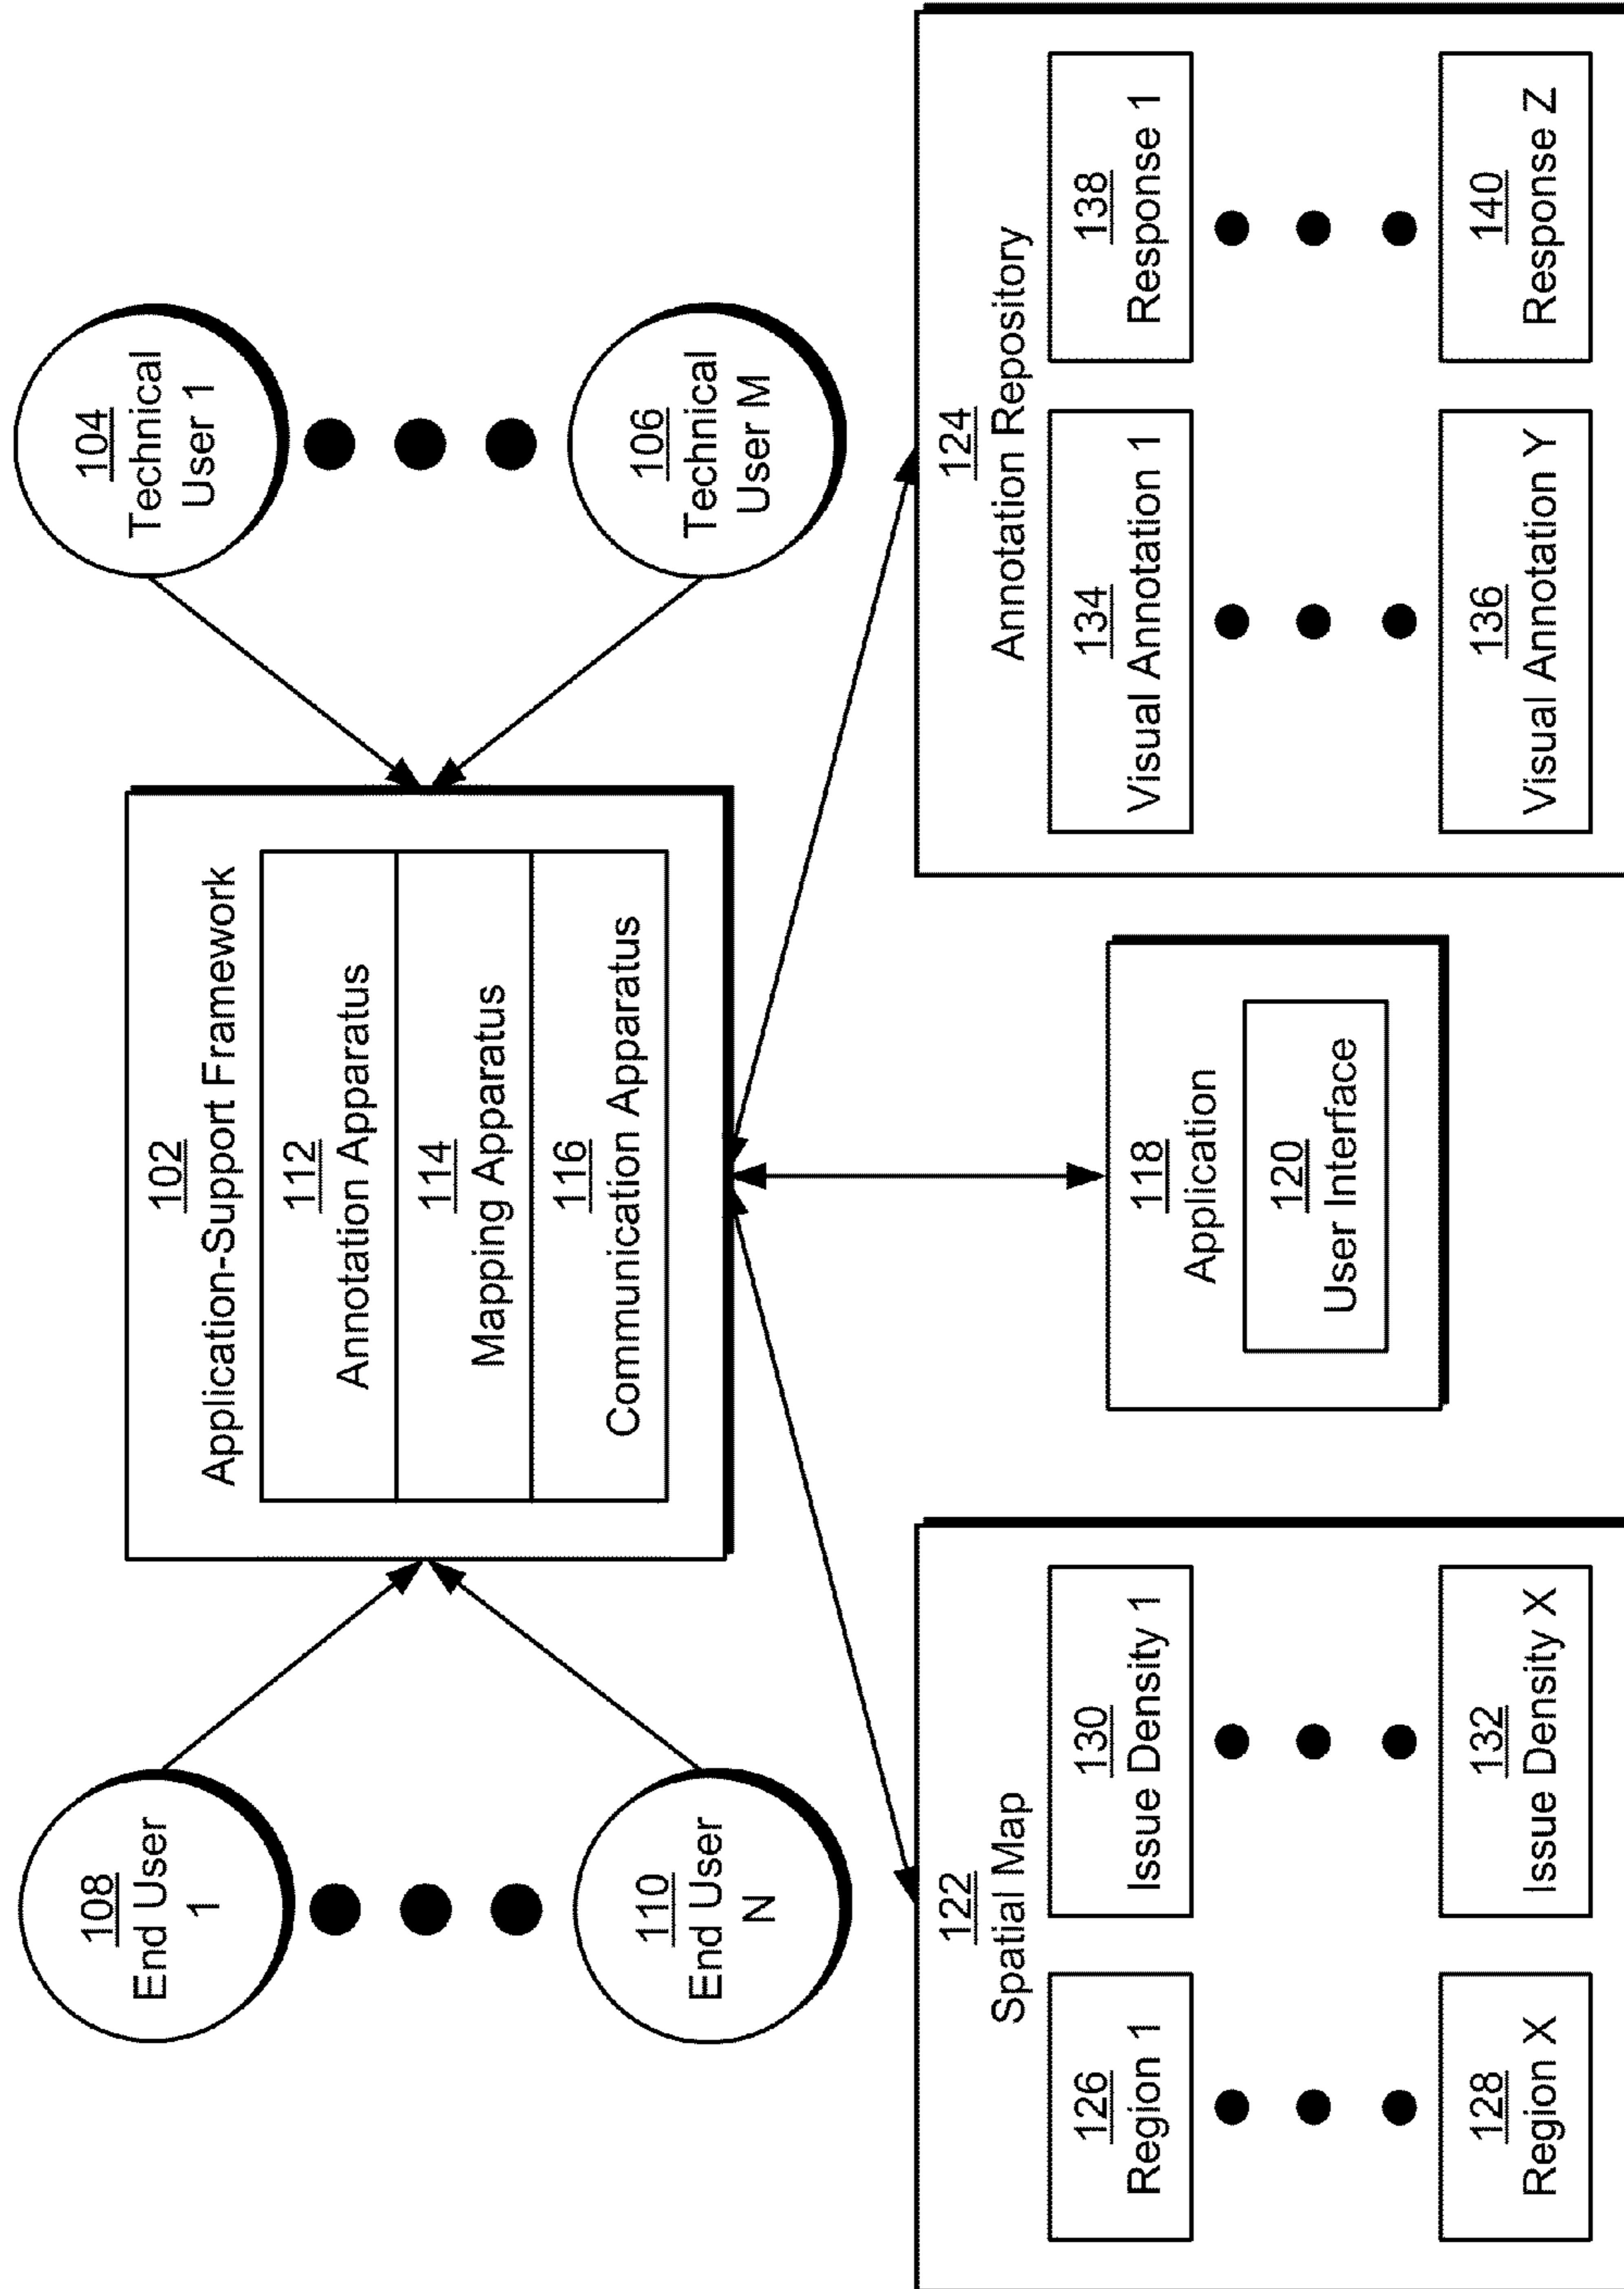 108
End User
1
110
End User
N
102
Application-Support Framework
112
Annotation Apparatus
114
Mapping Apparatus
116
Communication Apparatus
104
Technical
User 1
106
Technical
User M
122
Spatial Map
126
Region 1
130
Issue Density 1
128
Region X
132
Issue Density X
118
Application
120
User Interface
124
Annotation Repository
134
Visual Annotation 1
138
Response 1
136
Visual Annotation Y
140
Response Z